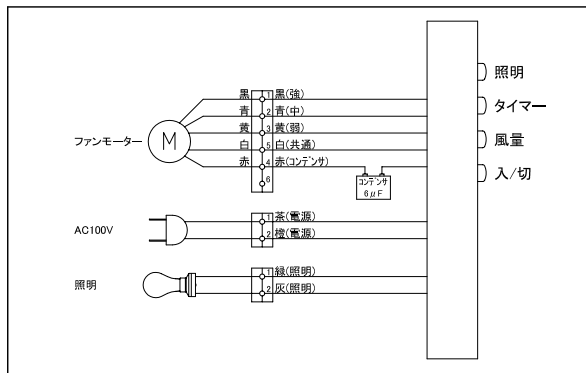 照明
タイマー
風量
入/切
ファンモーター
M
黒 1 黒(強)
青 2 青(中)
黄 3 黄(弱)
白 5 白(共通)
赤 4 赤(コンデンサ)
6
コンデンサ
6μF
AC100V
1 茶(電源)
2 橙(電源)
照明
1 緑(照明)
2 灰(照明)